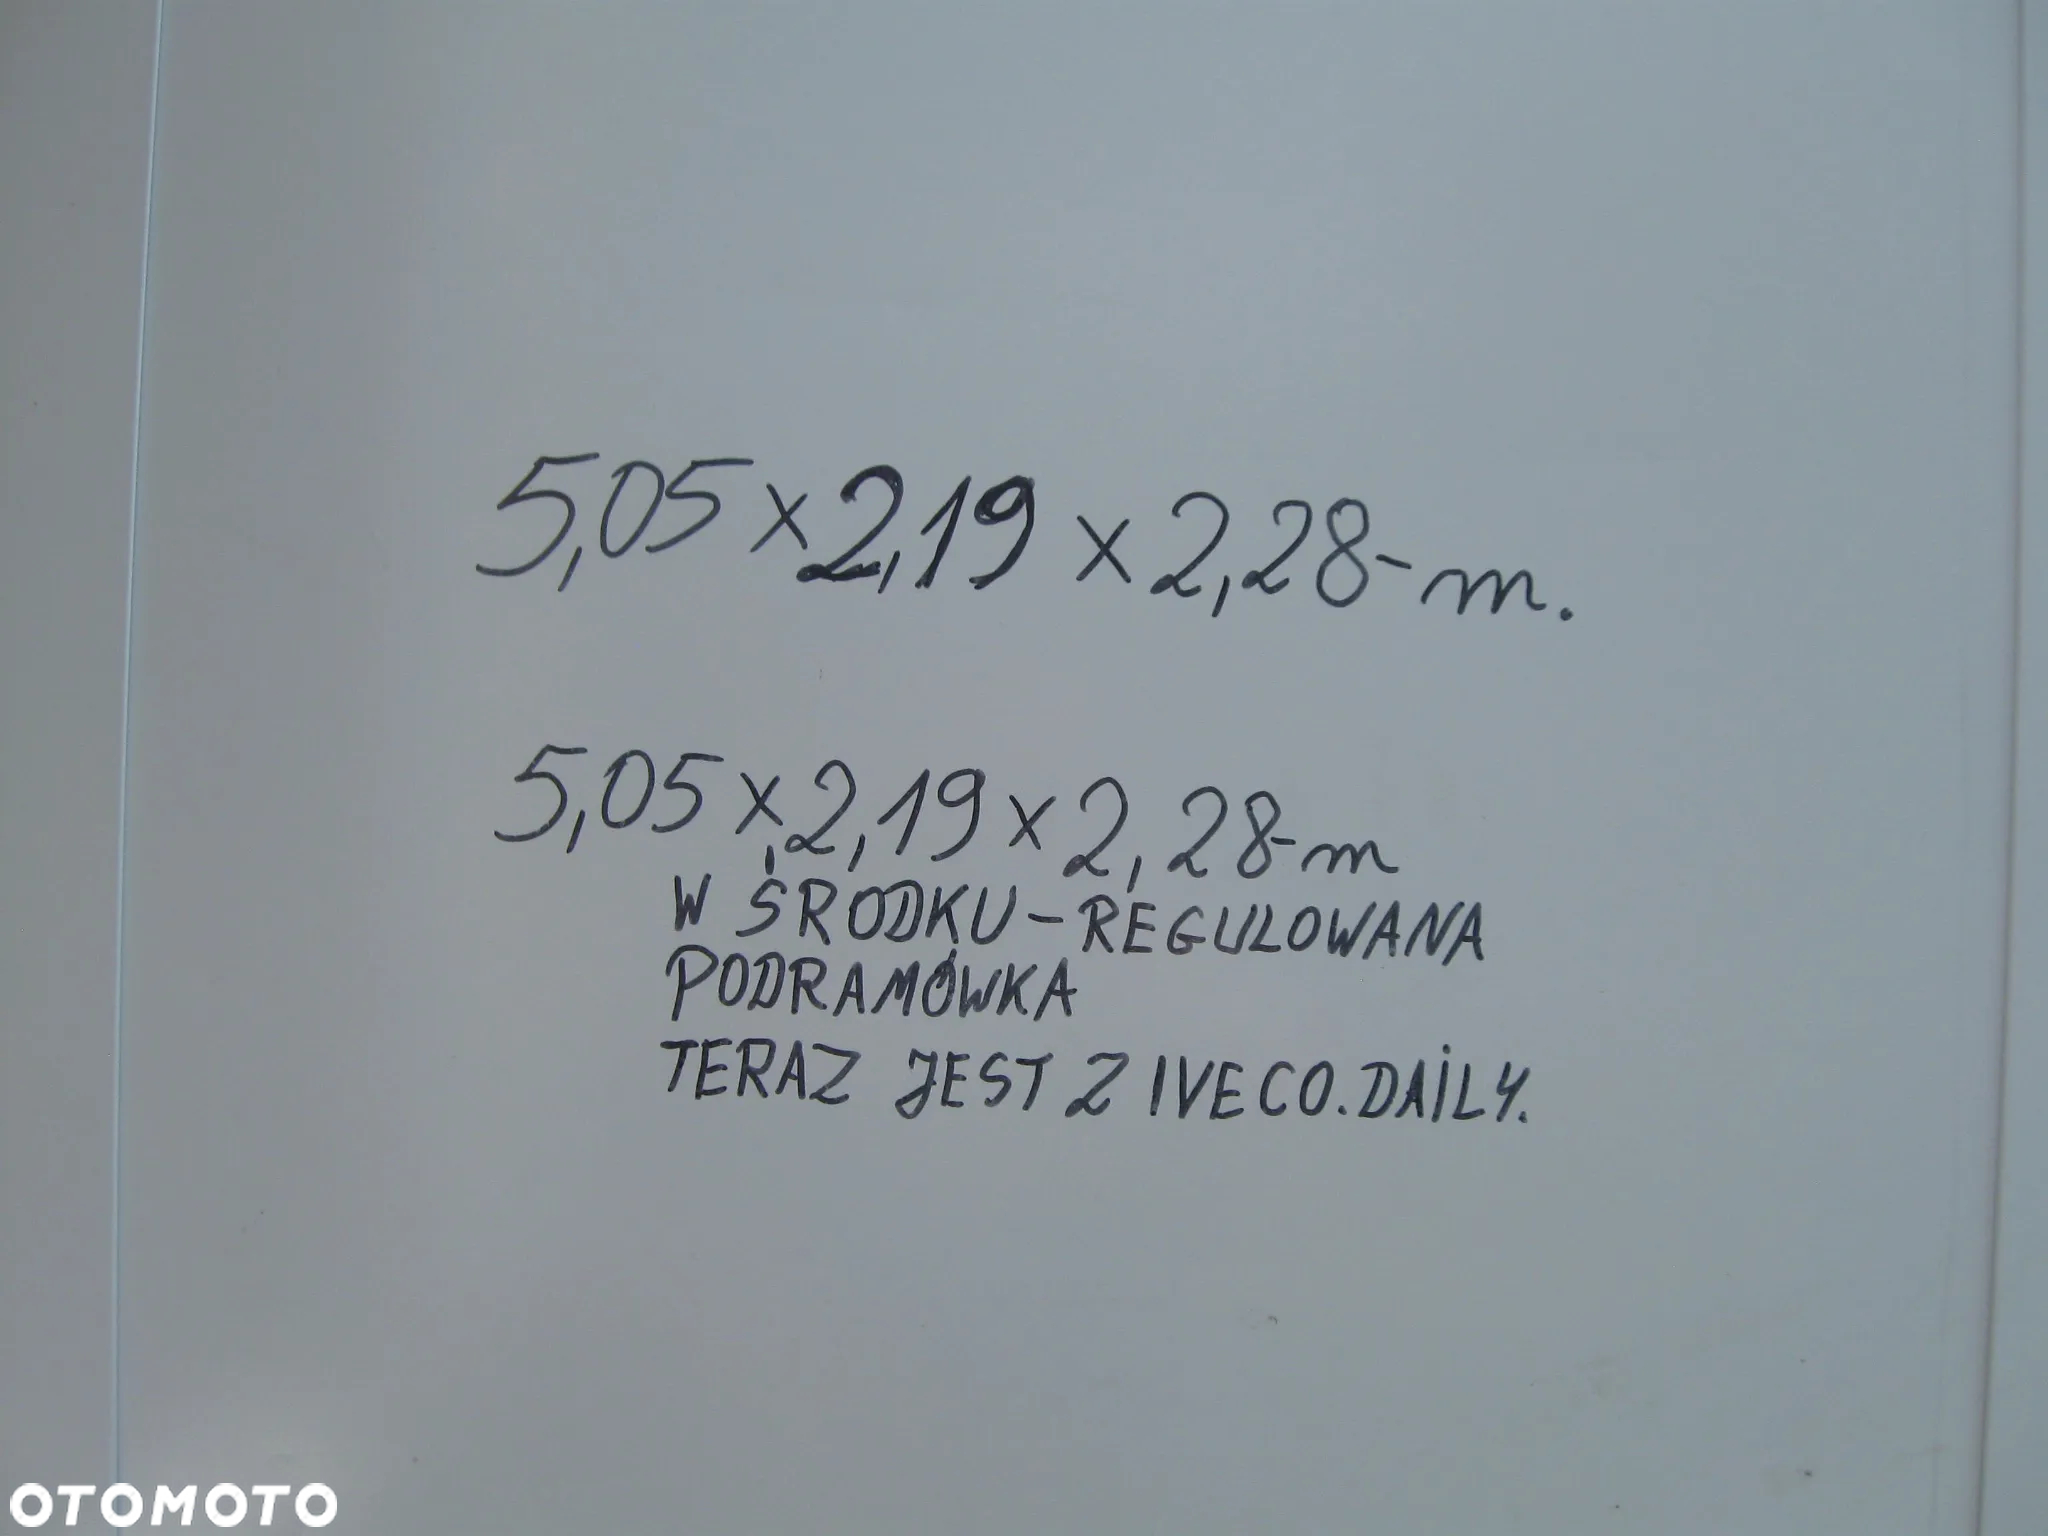 5,05 x 2,19 x 2,28-m.
5,05 x 2,19 x 2,28-m
W ŚRODKU-REGULOWANA
PODRAMÓWKA
TERAZ JEST Z IVECO.DAILY.
OTOMOTO